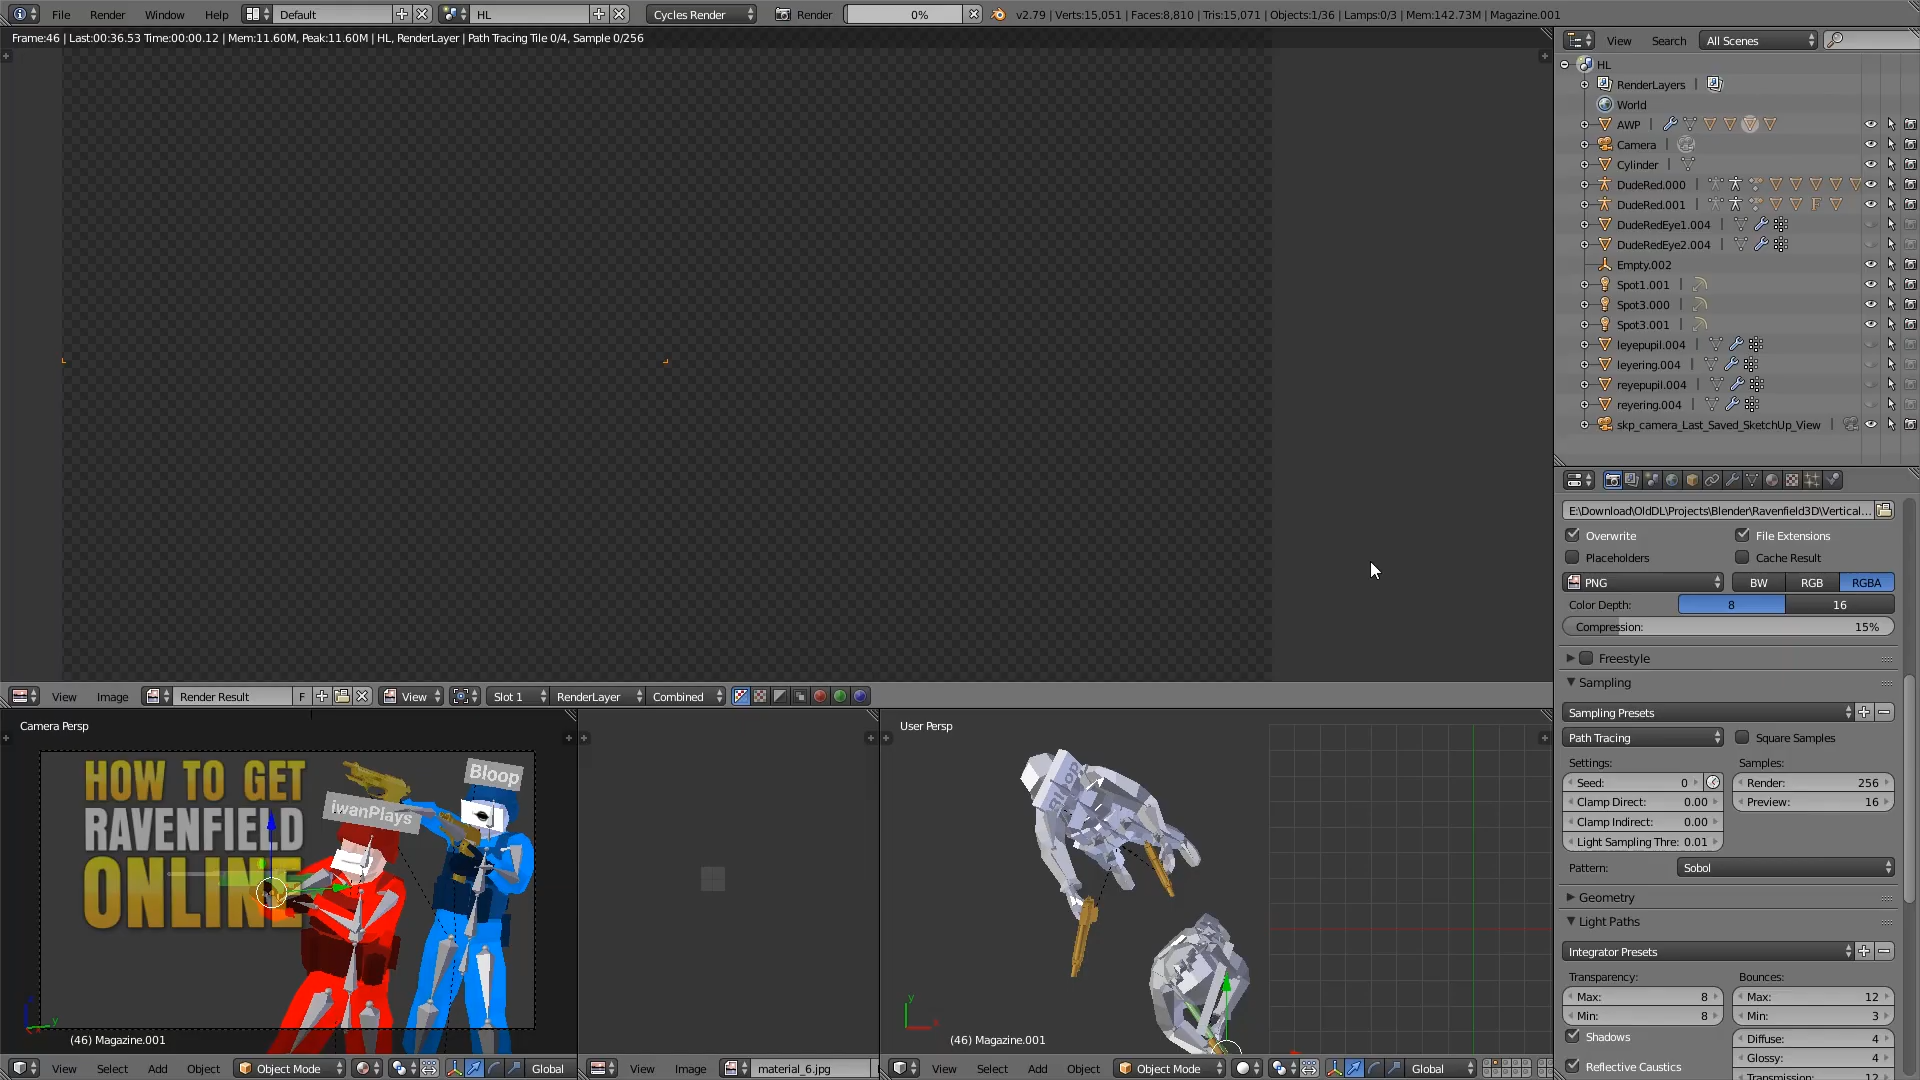 File Render Window Help Default HL Cycles Render Render 0% v2.79 | Verts:15,051 | Faces:8,810 | Tris:15,071 | Objects:1/36 | Lamps:0/3 | Mem:142.73M | Magazine.001
Frame:46 | Last:00:36.53 Time:00:00.12 | Mem:11.60M, Peak:11.60M | HL, RenderLayer | Path Tracing Tile 0/4, Sample 0/256
View Search All Scenes
HL
RenderLayers |
World
AWP |
Camera |
Cylinder |
DudeRed.000 |
DudeRed.001 | F
DudeRedEye1.004 |
DudeRedEye2.004 |
Empty.002
Spot1.001 |
Spot3.000 |
Spot3.001 |
leyepupil.004 |
leyering.004 |
reyepupil.004 |
reyering.004 |
skp_camera_Last_Saved_SketchUp_View |
E:\Download\OldDL\Projects\Blender\Ravenfield3D\Vertical...
Overwrite File Extensions
Placeholders Cache Result
PNG BW RGB RGBA
Color Depth: 8 16
Compression: 15%
Freestyle
Sampling
Sampling Presets
Path Tracing Square Samples
Settings: Samples:
Seed: 0 Render: 256
Clamp Direct: 0.00 Preview: 16
Clamp Indirect: 0.00
Light Sampling Thre: 0.01
Pattern: Sobol
Geometry
Light Paths
Integrator Presets
Transparency: Bounces:
Max: 8 Max: 12
Min: 8 Min: 3
Shadows Diffuse: 4
Glossy: 4
Reflective Caustics
Transmission: 12
View Image Render Result F View Slot 1 RenderLayer Combined
Camera Persp
HOW TO GET
RAVENFIELD
ONLINE
iwanPlays
Bloop
(46) Magazine.001
View Select Add Object Object Mode Global
View Image material_6.jpg
User Persp
Bloop
y
x
(46) Magazine.001
View Select Add Object Object Mode Global